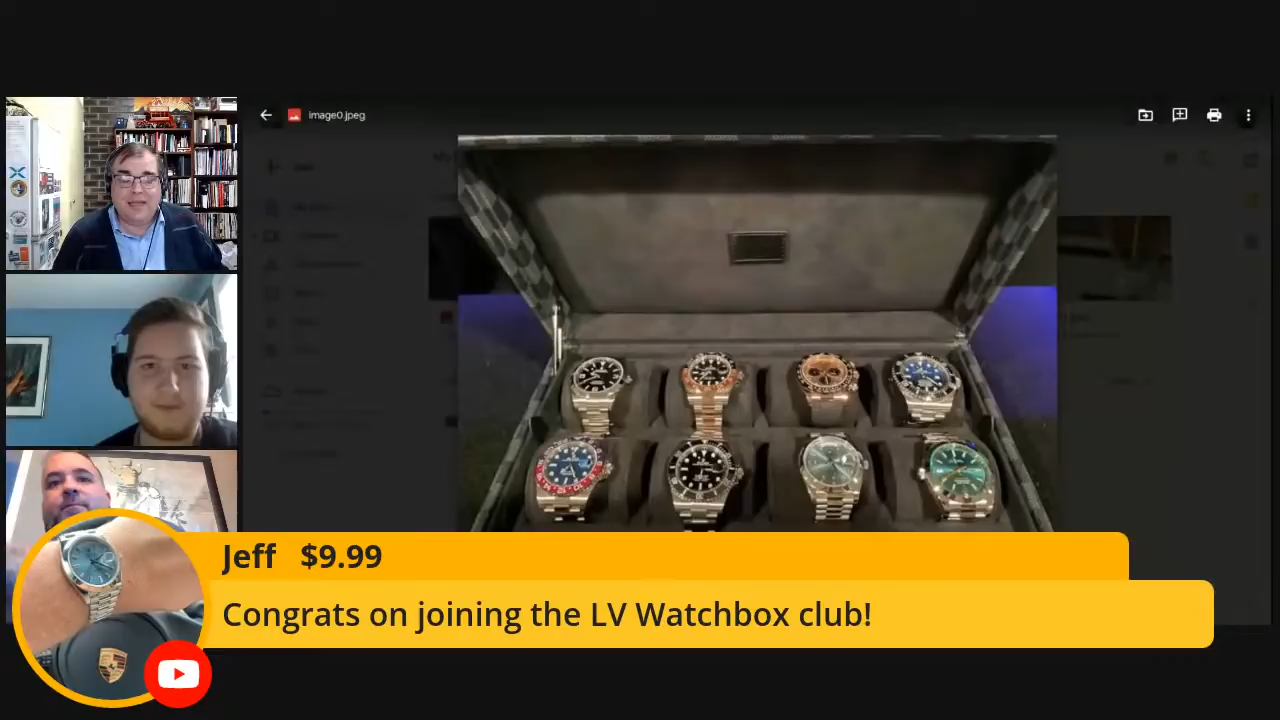 image0.jpeg
Jeff $9.99
Congrats on joining the LV Watchbox club!